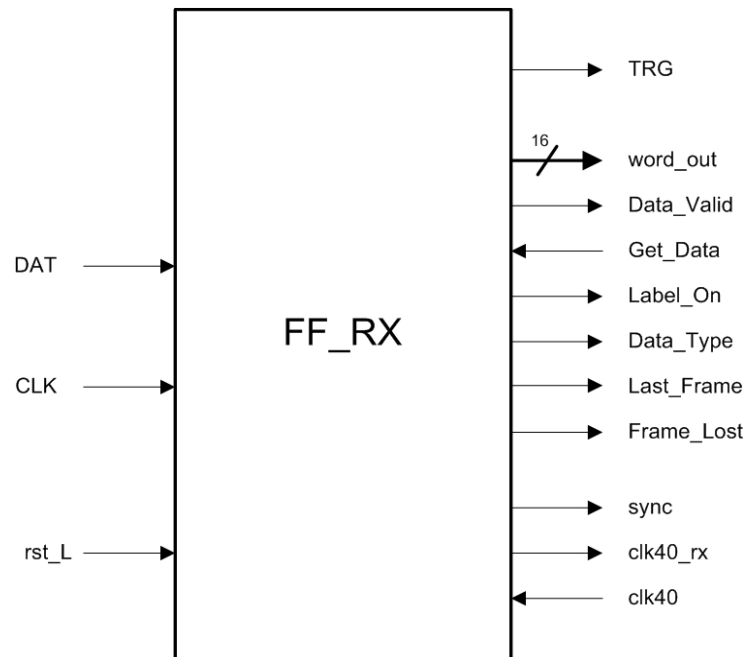 TRG
16
word_out
Data_Valid
DAT
Get_Data
Label_On
FF_RX
Data_Type
CLK
Last_Frame
Frame_Lost
sync
rst_L
clk40_rx
clk40